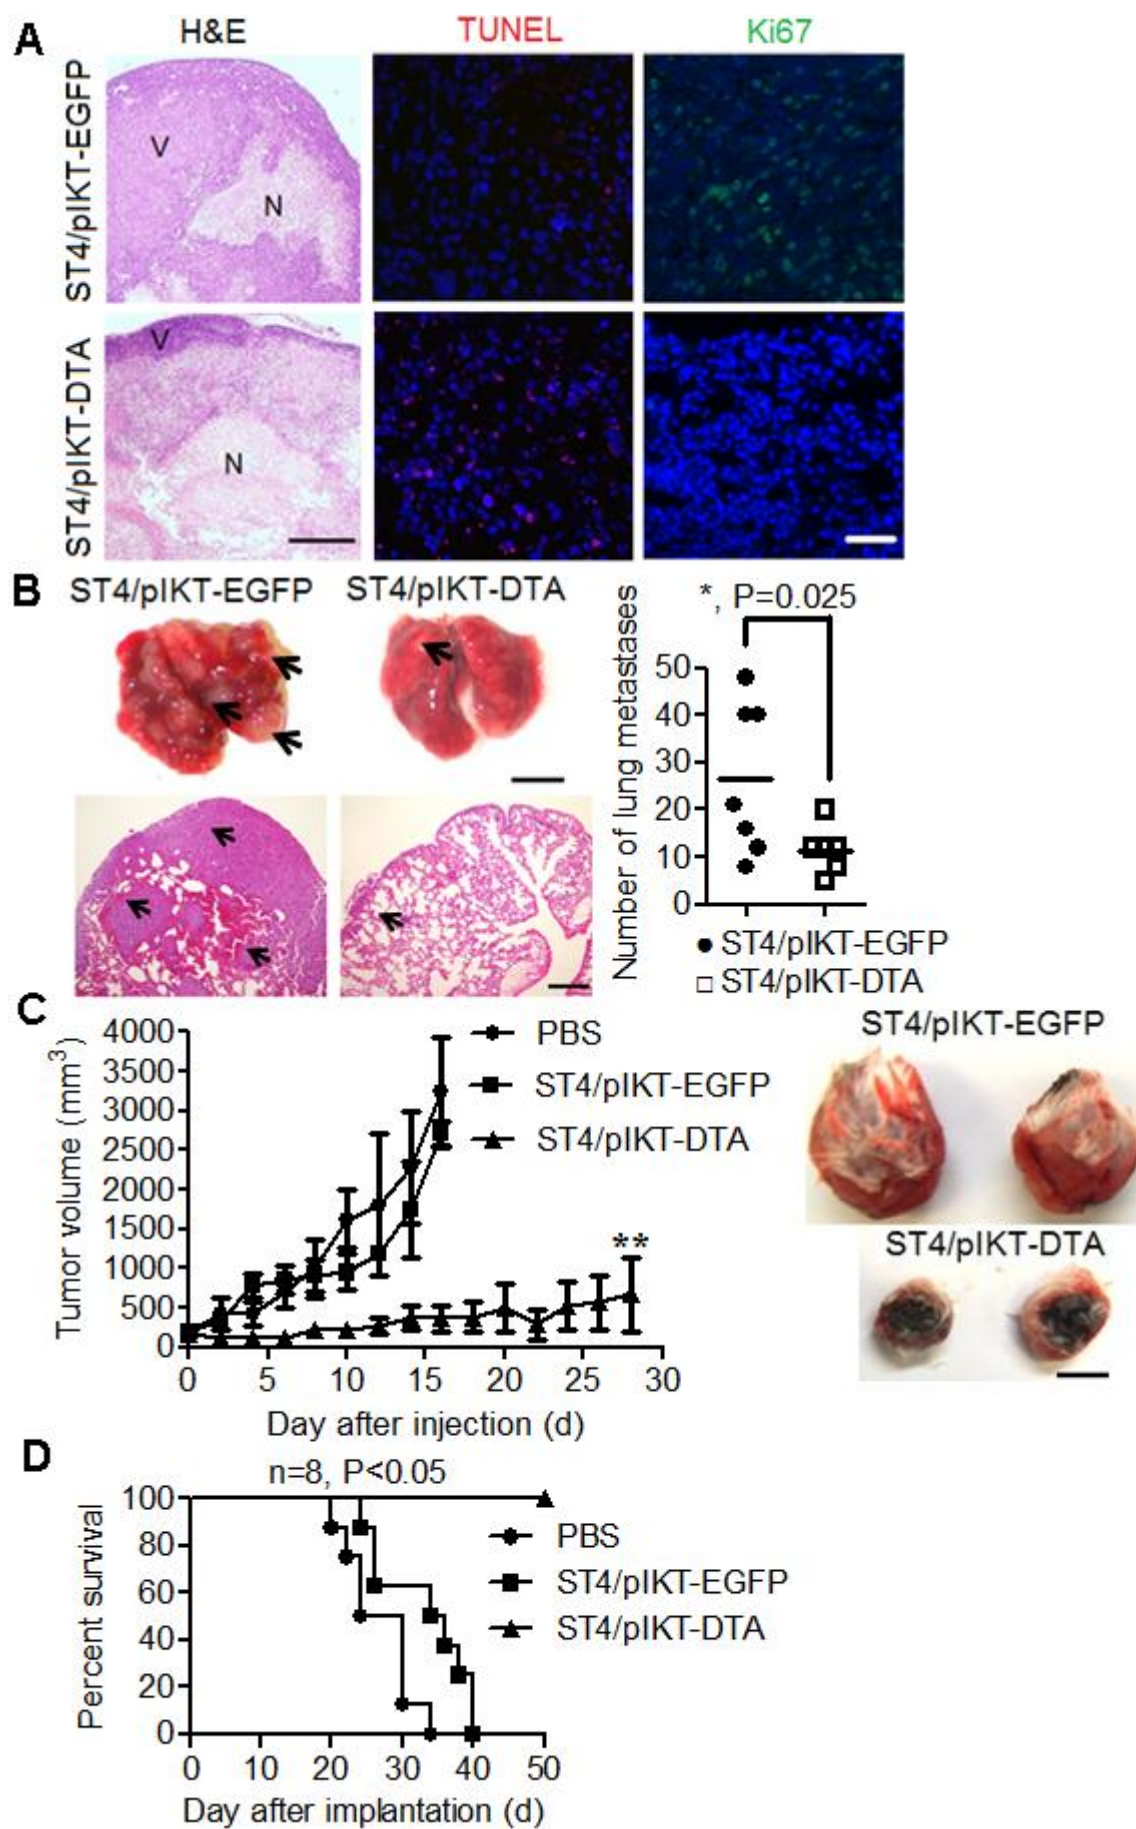 A
H&E
TUNEL
Ki67
ST4/pIKT-EGFP
V
N
ST4/pIKT-DTA
V
N
B
ST4/pIKT-EGFP
ST4/pIKT-DTA
*, P=0.025
Number of lung metastases
50
40
30
20
10
0
ST4/pIKT-EGFP
ST4/pIKT-DTA
C
Tumor volume (mm³)
4000
3500
3000
2500
2000
1500
1000
500
0
PBS
ST4/pIKT-EGFP
ST4/pIKT-DTA
**
0 5 10 15 20 25 30
Day after injection (d)
ST4/pIKT-EGFP
ST4/pIKT-DTA
D
n=8, P<0.05
Percent survival
100
80
60
40
20
0
PBS
ST4/pIKT-EGFP
ST4/pIKT-DTA
0 10 20 30 40 50
Day after implantation (d)